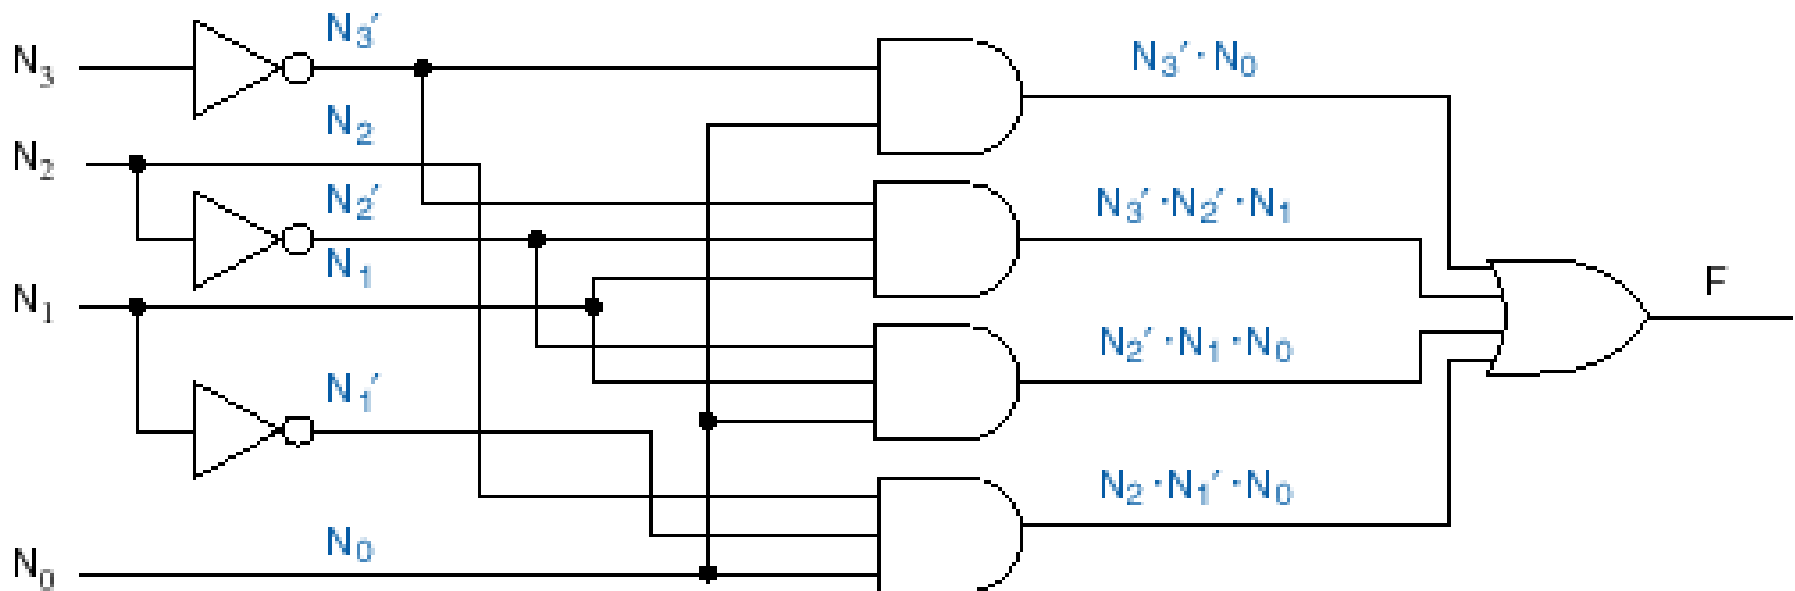 N₃
N₃′
N₃′ · N₀
N₂
N₂
N₂′
N₃′ · N₂′ · N₁
N₁
N₁
F
N₂′ · N₁ · N₀
N₁′
N₂ · N₁′ · N₀
N₀
N₀